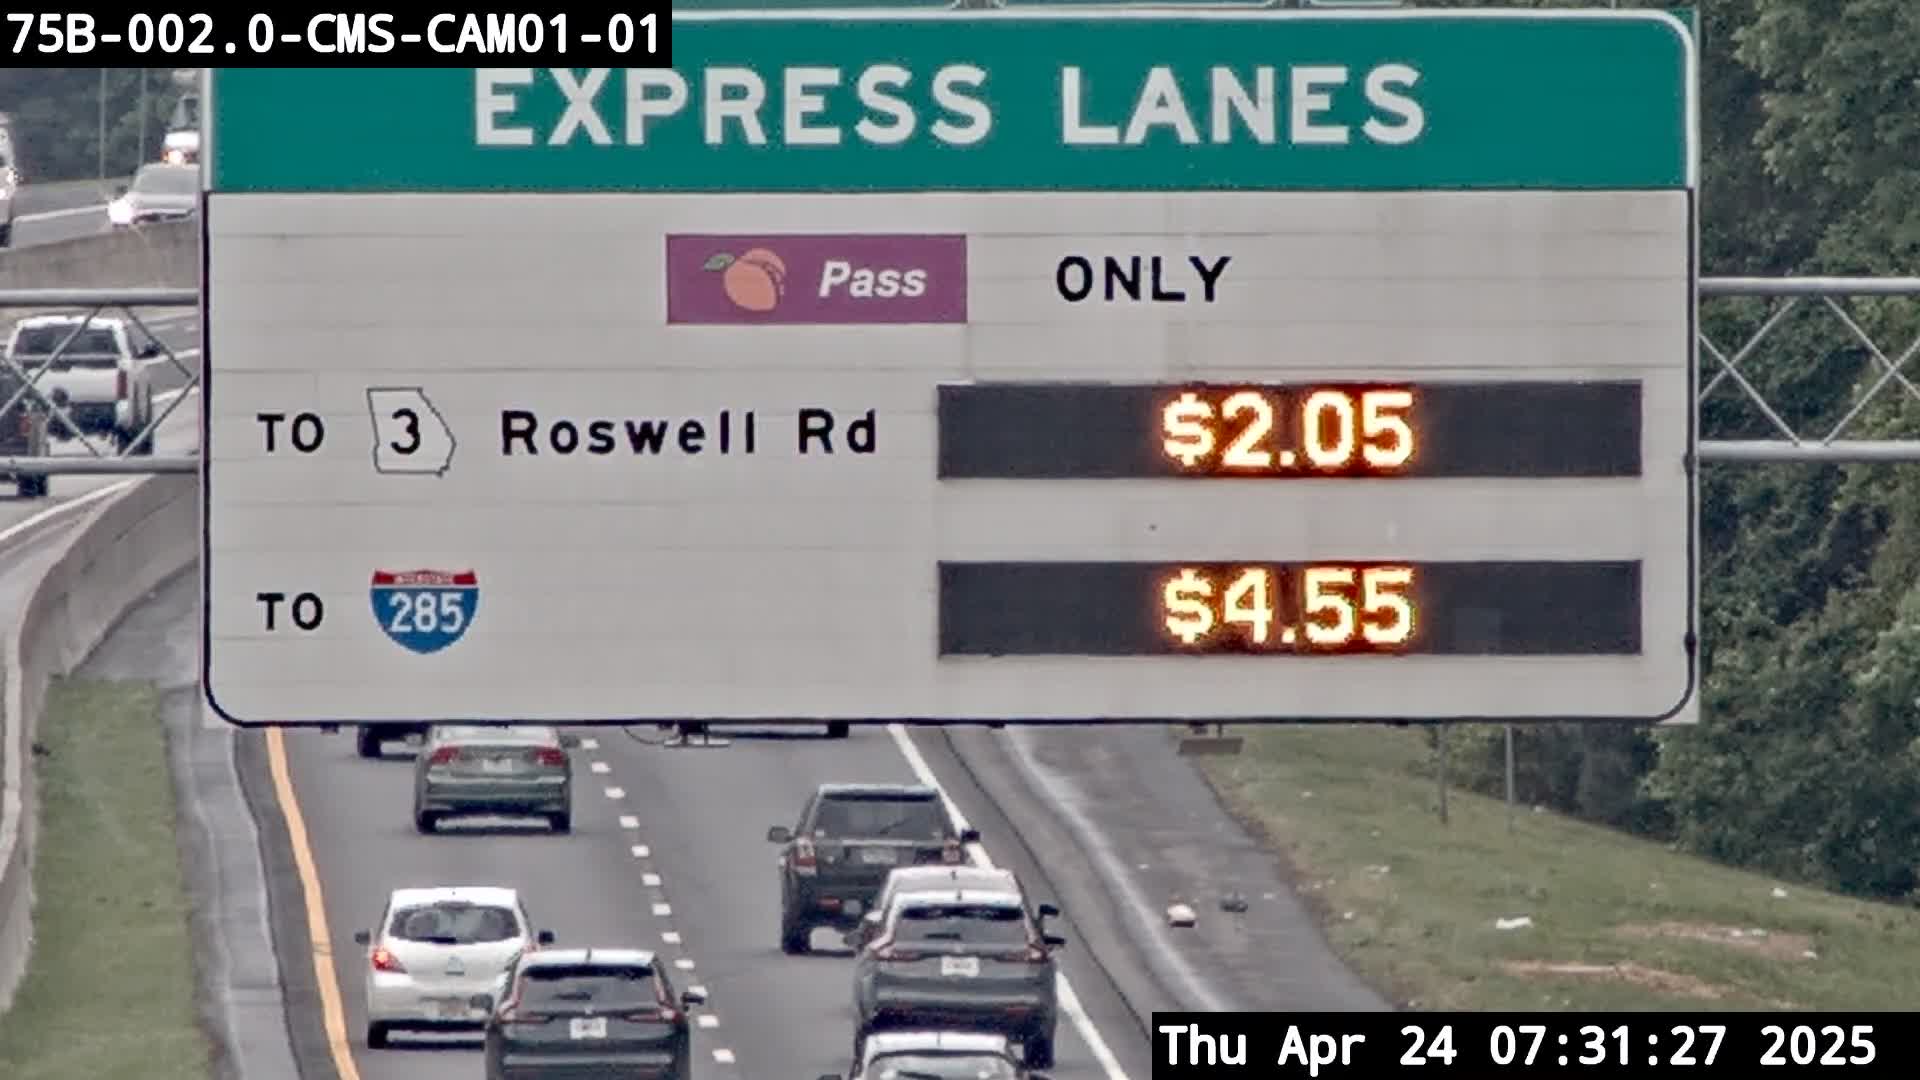 75B-002.0-CMS-CAM01-01
EXPRESS LANES
Pass ONLY
TO 3 Roswell Rd $2.05
INTERSTATE
TO 285 $4.55
Thu Apr 24 07:31:27 2025